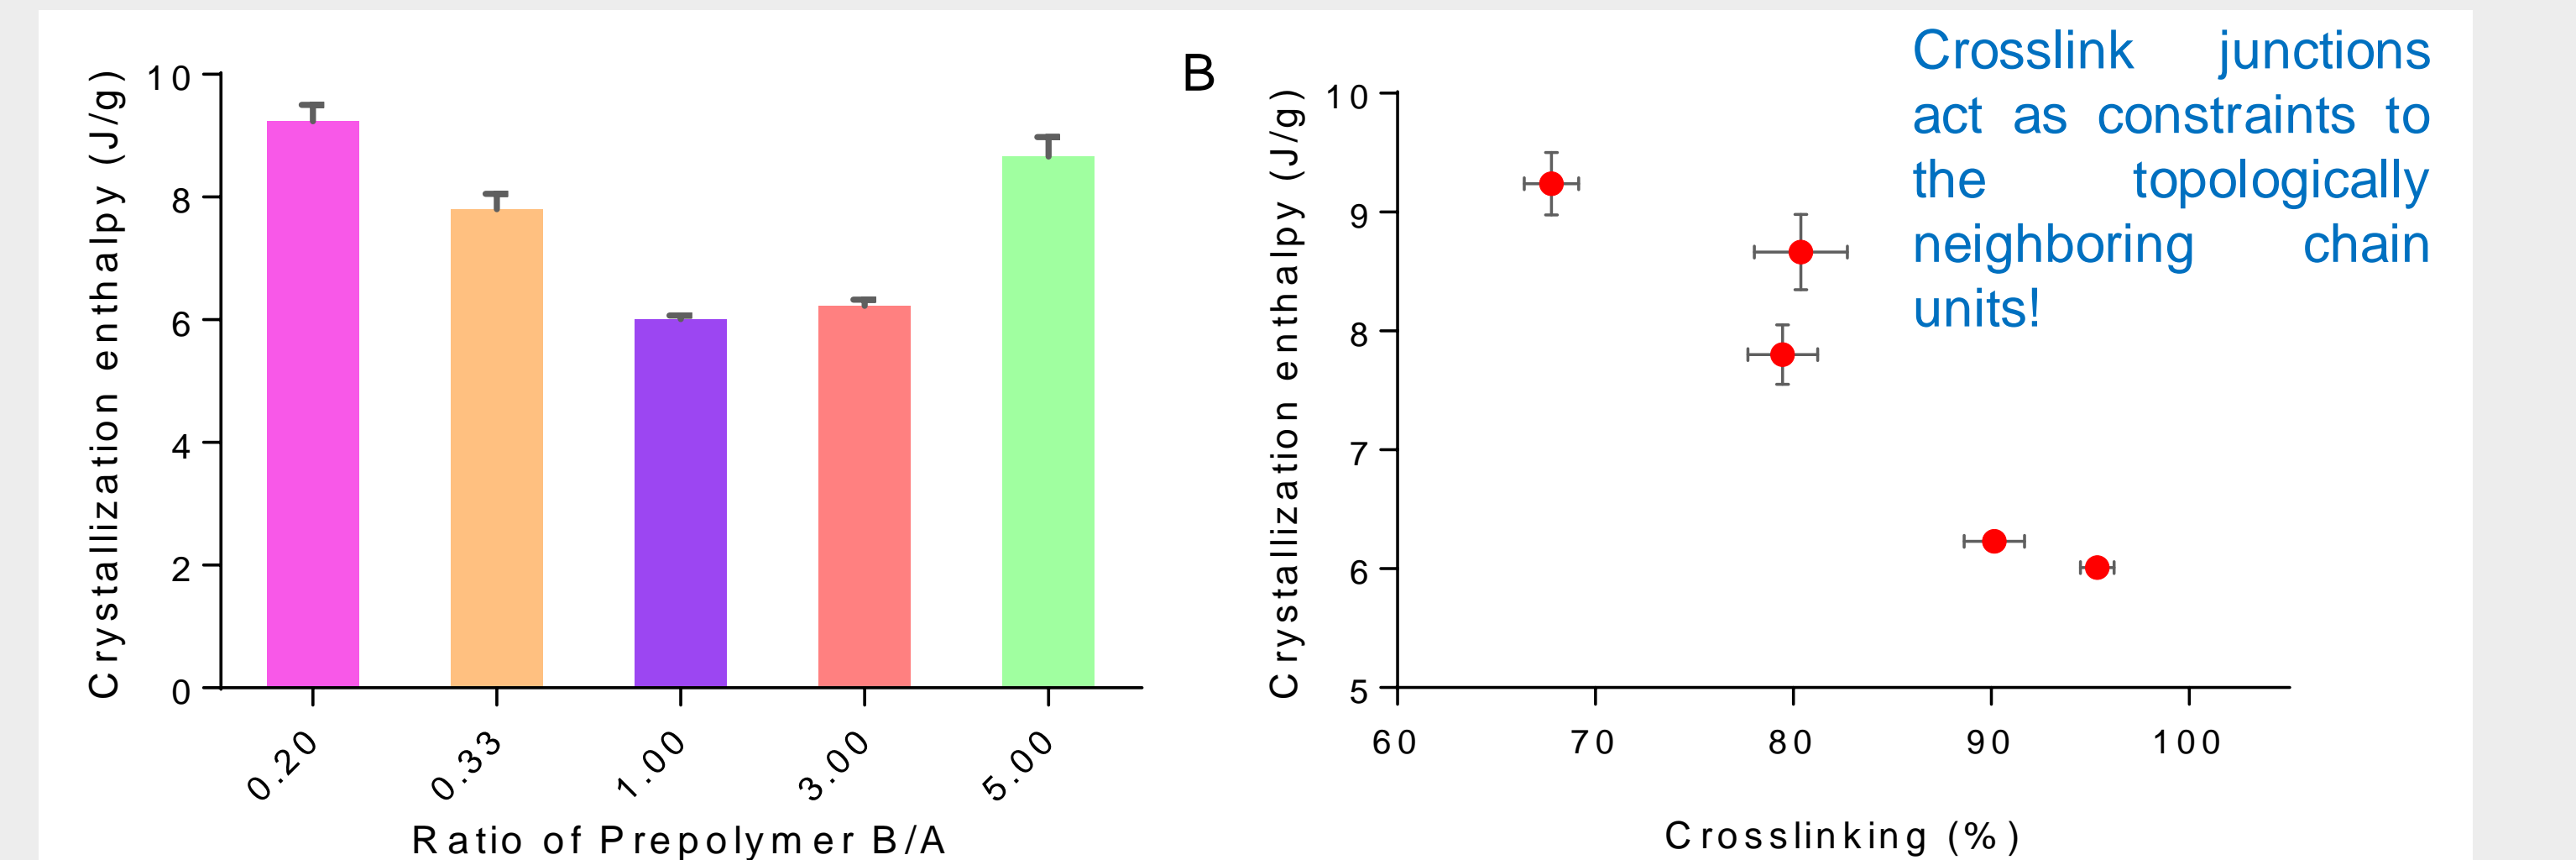 Crystallization enthalpy (J/g)
10
8
6
4
2
0
0.20
0.33
1.00
3.00
5.00
Ratio of Prepolymer B/A
B
Crystallization enthalpy (J/g)
10
9
8
7
6
5
60
70
80
90
100
Crosslinking (%)
Crosslink junctions
act as constraints to
the topologically
neighboring chain
units!